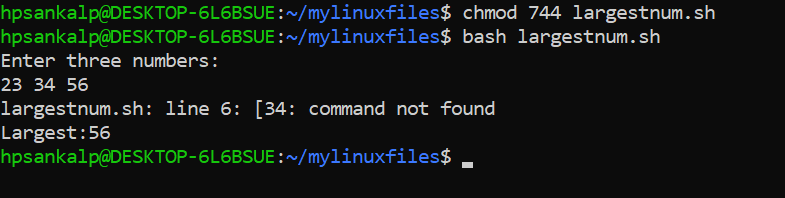 hpsankalp@DESKTOP-6L6BSUE:~/mylinuxfiles$ chmod 744 largestnum.sh
hpsankalp@DESKTOP-6L6BSUE:~/mylinuxfiles$ bash largestnum.sh
Enter three numbers:
23 34 56
largestnum.sh: line 6: [34: command not found
Largest:56
hpsankalp@DESKTOP-6L6BSUE:~/mylinuxfiles$